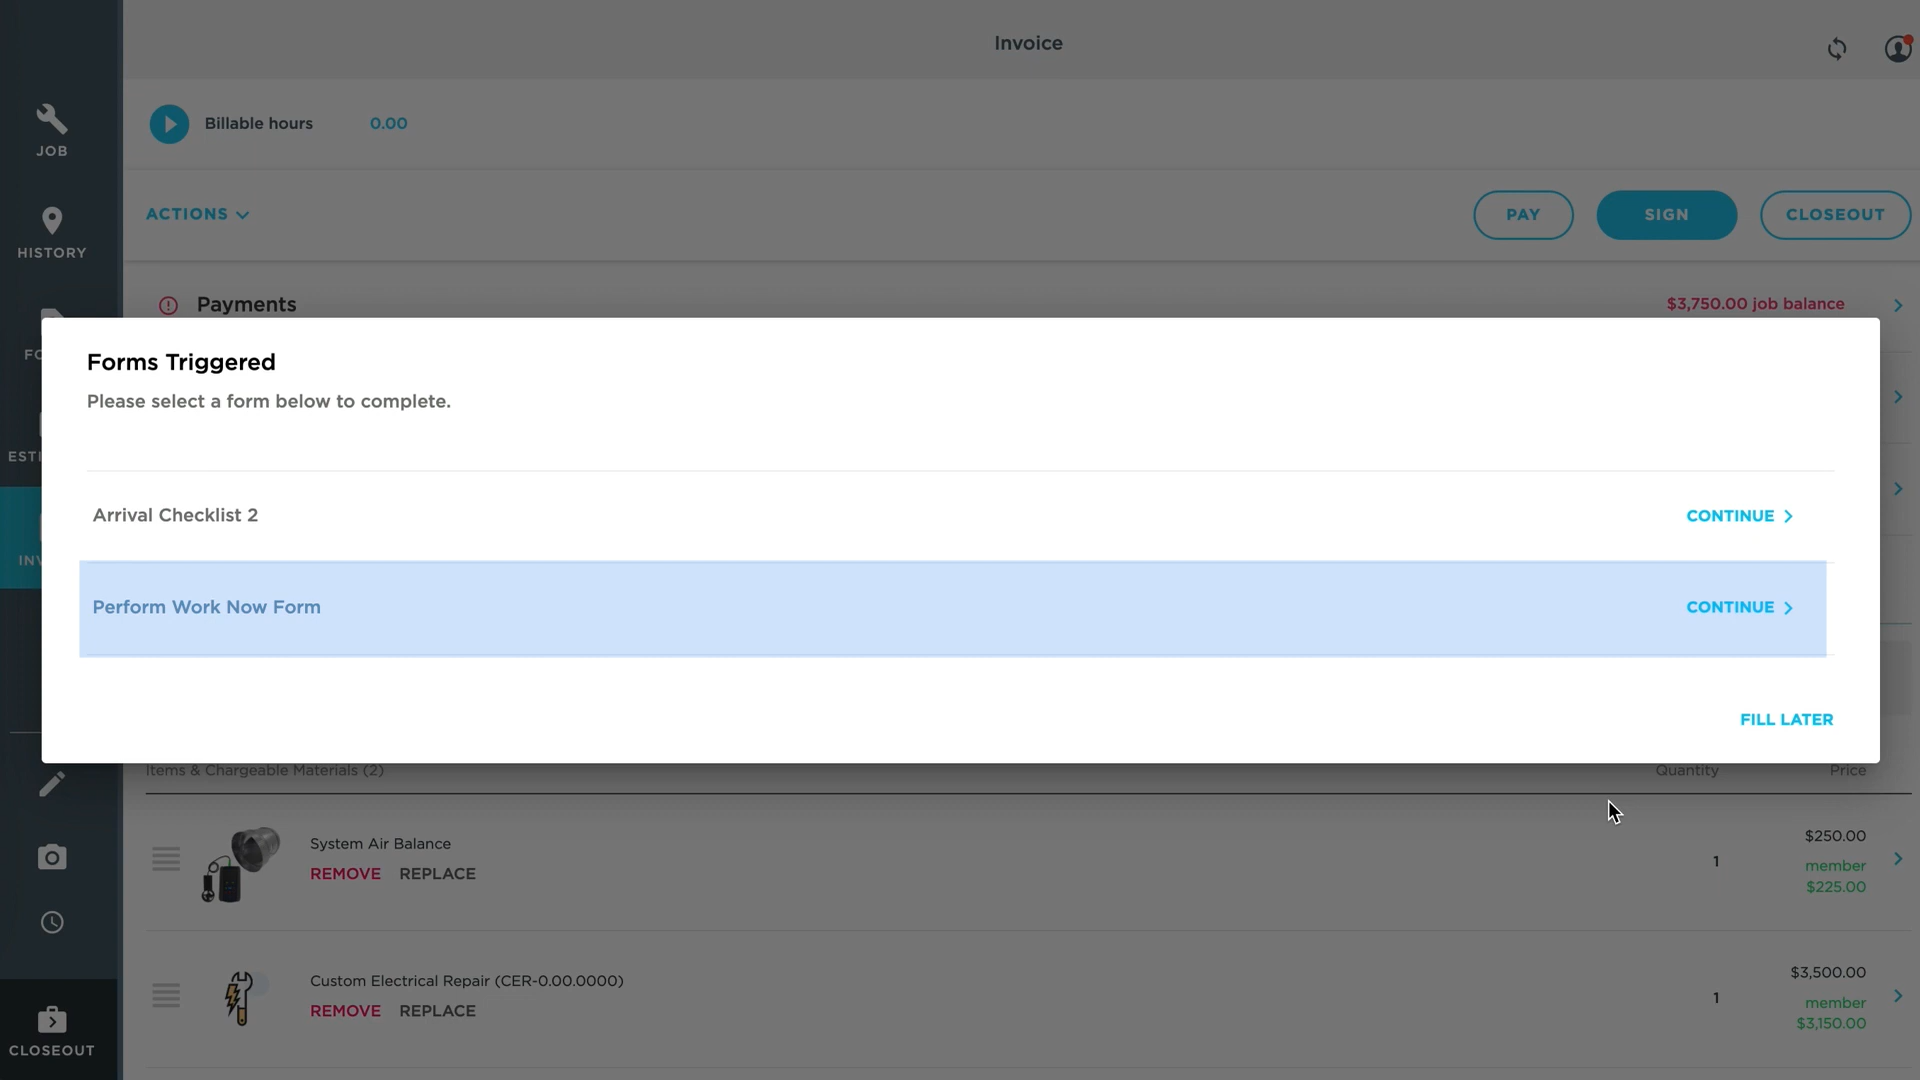 Invoice
JOB
Billable hours
0.00
HISTORY
ACTIONS
PAY
SIGN
CLOSEOUT
Payments
$3,750.00 job balance
Forms Triggered
Please select a form below to complete.
Arrival Checklist 2
CONTINUE
Perform Work Now Form
CONTINUE
FILL LATER
Items & Chargeable Materials (2)
Quantity
Price
System Air Balance
REMOVE
REPLACE
1
$250.00
member
$225.00
Custom Electrical Repair (CER-0.00.0000)
REMOVE
REPLACE
1
$3,500.00
member
$3,150.00
CLOSEOUT